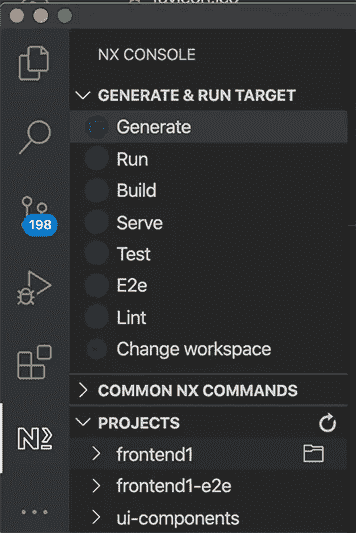 NX CONSOLE
GENERATE & RUN TARGET
Generate
Run
Build
198
Serve
Test
E2e
Lint
Change workspace
COMMON NX COMMANDS
PROJECTS
frontend1
frontend1-e2e
ui-components